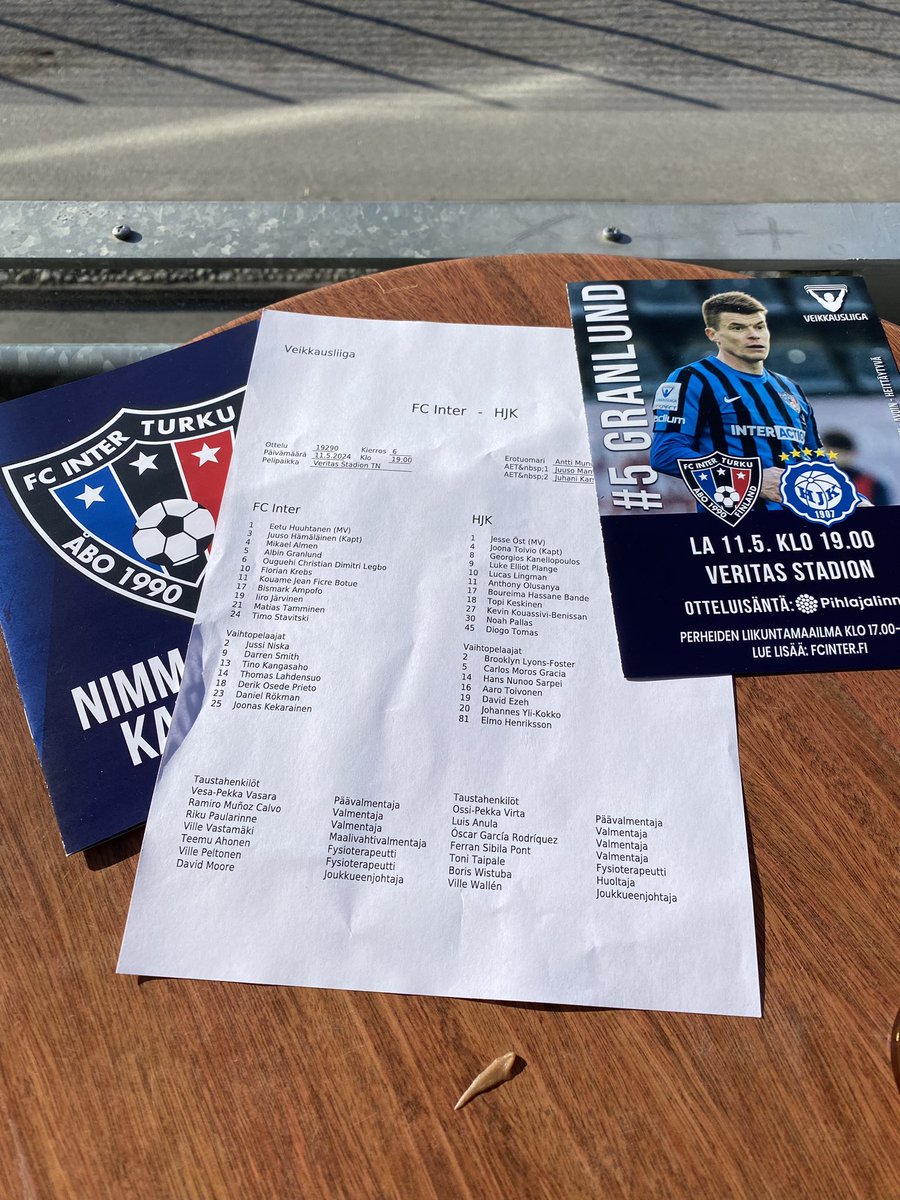 FC INTER TURKU
ÅBO 1990
NIMM
KA
Veikkausliiga
FC Inter - HJK
Ottelu 19290 Kierros 6
Päivämäärä 11.5.2024 Klo 19.00
Pelipaikka Veritas Stadion TN
Erotuomari Antti Mun
AET&nbsp;1 Juuso Man
AET&nbsp;2 Juhani Kar
FC Inter
1 Eetu Huuhtanen (MV)
3 Juuso Hämäläinen (Kapt)
4 Mikael Almen
5 Albin Granlund
6 Ouguehi Christian Dimitri Legbo
10 Florian Krebs
11 Kouame Jean Ficre Botue
17 Bismark Ampofo
19 Iiro Järvinen
21 Matias Tamminen
24 Timo Stavitski
Vaihtopelaajat
2 Jussi Niska
9 Darren Smith
13 Tino Kangasaho
14 Thomas Lahdensuo
18 Derik Osede Prieto
23 Daniel Rökman
25 Joonas Kekarainen
HJK
1 Jesse Öst (MV)
4 Joona Toivio (Kapt)
8 Georgios Kanellopoulos
9 Luke Elliot Plange
10 Lucas Lingman
11 Anthony Olusanya
17 Boureima Hassane Bande
18 Topi Keskinen
27 Kevin Kouassivi-Benissan
30 Noah Pallas
45 Diogo Tomas
Vaihtopelaajat
2 Brooklyn Lyons-Foster
5 Carlos Moros Gracia
14 Hans Nunoo Sarpei
16 Aaro Toivonen
19 David Ezeh
20 Johannes Yli-Kokko
81 Elmo Henriksson
Taustahenkilöt
Vesa-Pekka Vasara Päävalmentaja
Ramiro Muñoz Calvo Valmentaja
Riku Paularinne Valmentaja
Ville Vastamäki Maalivahtivalmentaja
Teemu Ahonen Fysioterapeutti
Ville Peltonen Fysioterapeutti
David Moore Joukkueenjohtaja
Taustahenkilöt
Ossi-Pekka Virta Päävalmentaja
Luis Anula Valmentaja
Óscar García Rodríquez Valmentaja
Ferran Sibila Pont Valmentaja
Toni Taipale Fysioterapeutti
Boris Wistuba Huoltaja
Ville Wallén Joukkueenjohtaja
#5 GRANLUND
VEIKKAUSLIIGA
HEITTÄYTYVÄ
INTERACTIO
FC INTER TURKU
ÅBO 1990 FINLAND
HJK
1907
LA 11.5. KLO 19.00
VERITAS STADION
OTTELUISÄNTÄ: Pihlajalinn
PERHEIDEN LIIKUNTAMAAILMA KLO 17.00-
LUE LISÄÄ: FCINTER.FI